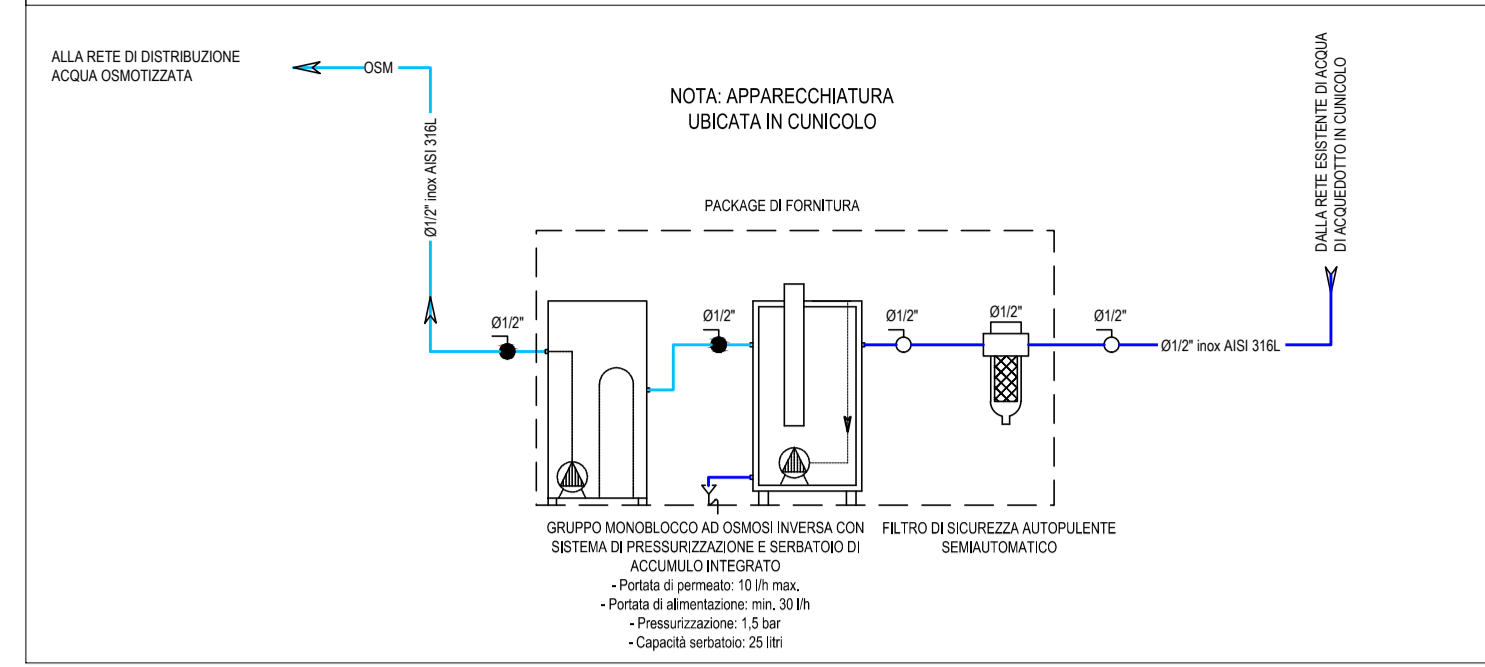 ALLA RETE DI DISTRIBUZIONE
ACQUA OSMOTIZZATA
OSM
NOTA: APPARECCHIATURA
UBICATA IN CUNICOLO
DALLA RETE ESISTENTE DI ACQUA
DI ACQUEDOTTO IN CUNICOLO
Ø1/2" inox AISI 316L
PACKAGE DI FORNITURA
Ø1/2"
Ø1/2"
Ø1/2"
Ø1/2"
Ø1/2"
Ø1/2" inox AISI 316L
GRUPPO MONOBLOCCO AD OSMOSI INVERSA CON
SISTEMA DI PRESSURIZZAZIONE E SERBATOIO DI
ACCUMULO INTEGRATO
- Portata di permeato: 10 l/h max.
- Portata di alimentazione: min. 30 l/h
- Pressurizzazione: 1,5 bar
- Capacità serbatoio: 25 litri
FILTRO DI SICUREZZA AUTOPULENTE
SEMIAUTOMATICO